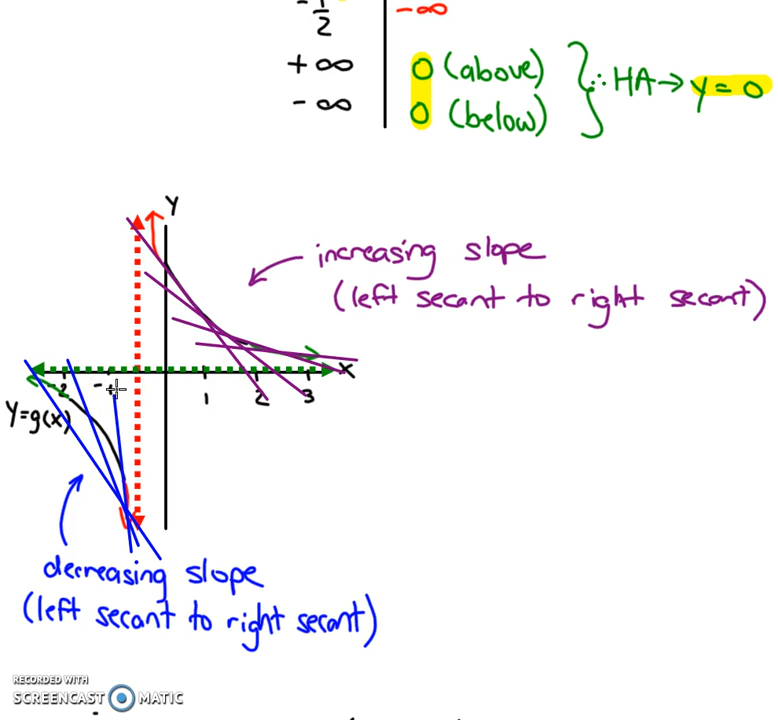 - 1/2 -∞
+∞ 0 (above)
-∞ 0 (below)
∴ HA → y = 0
Y
increasing slope
(left secant to right secant)
X
-2 -1 1 2 3
Y=g(x)
decreasing slope
(left secant to right secant)
RECORDED WITH
SCREENCAST MATIC